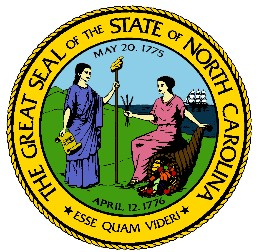 THE GREAT SEAL OF THE STATE OF NORTH CAROLINA
MAY 20, 1775
APRIL 12, 1776
★ ESSE QUAM VIDERI ★